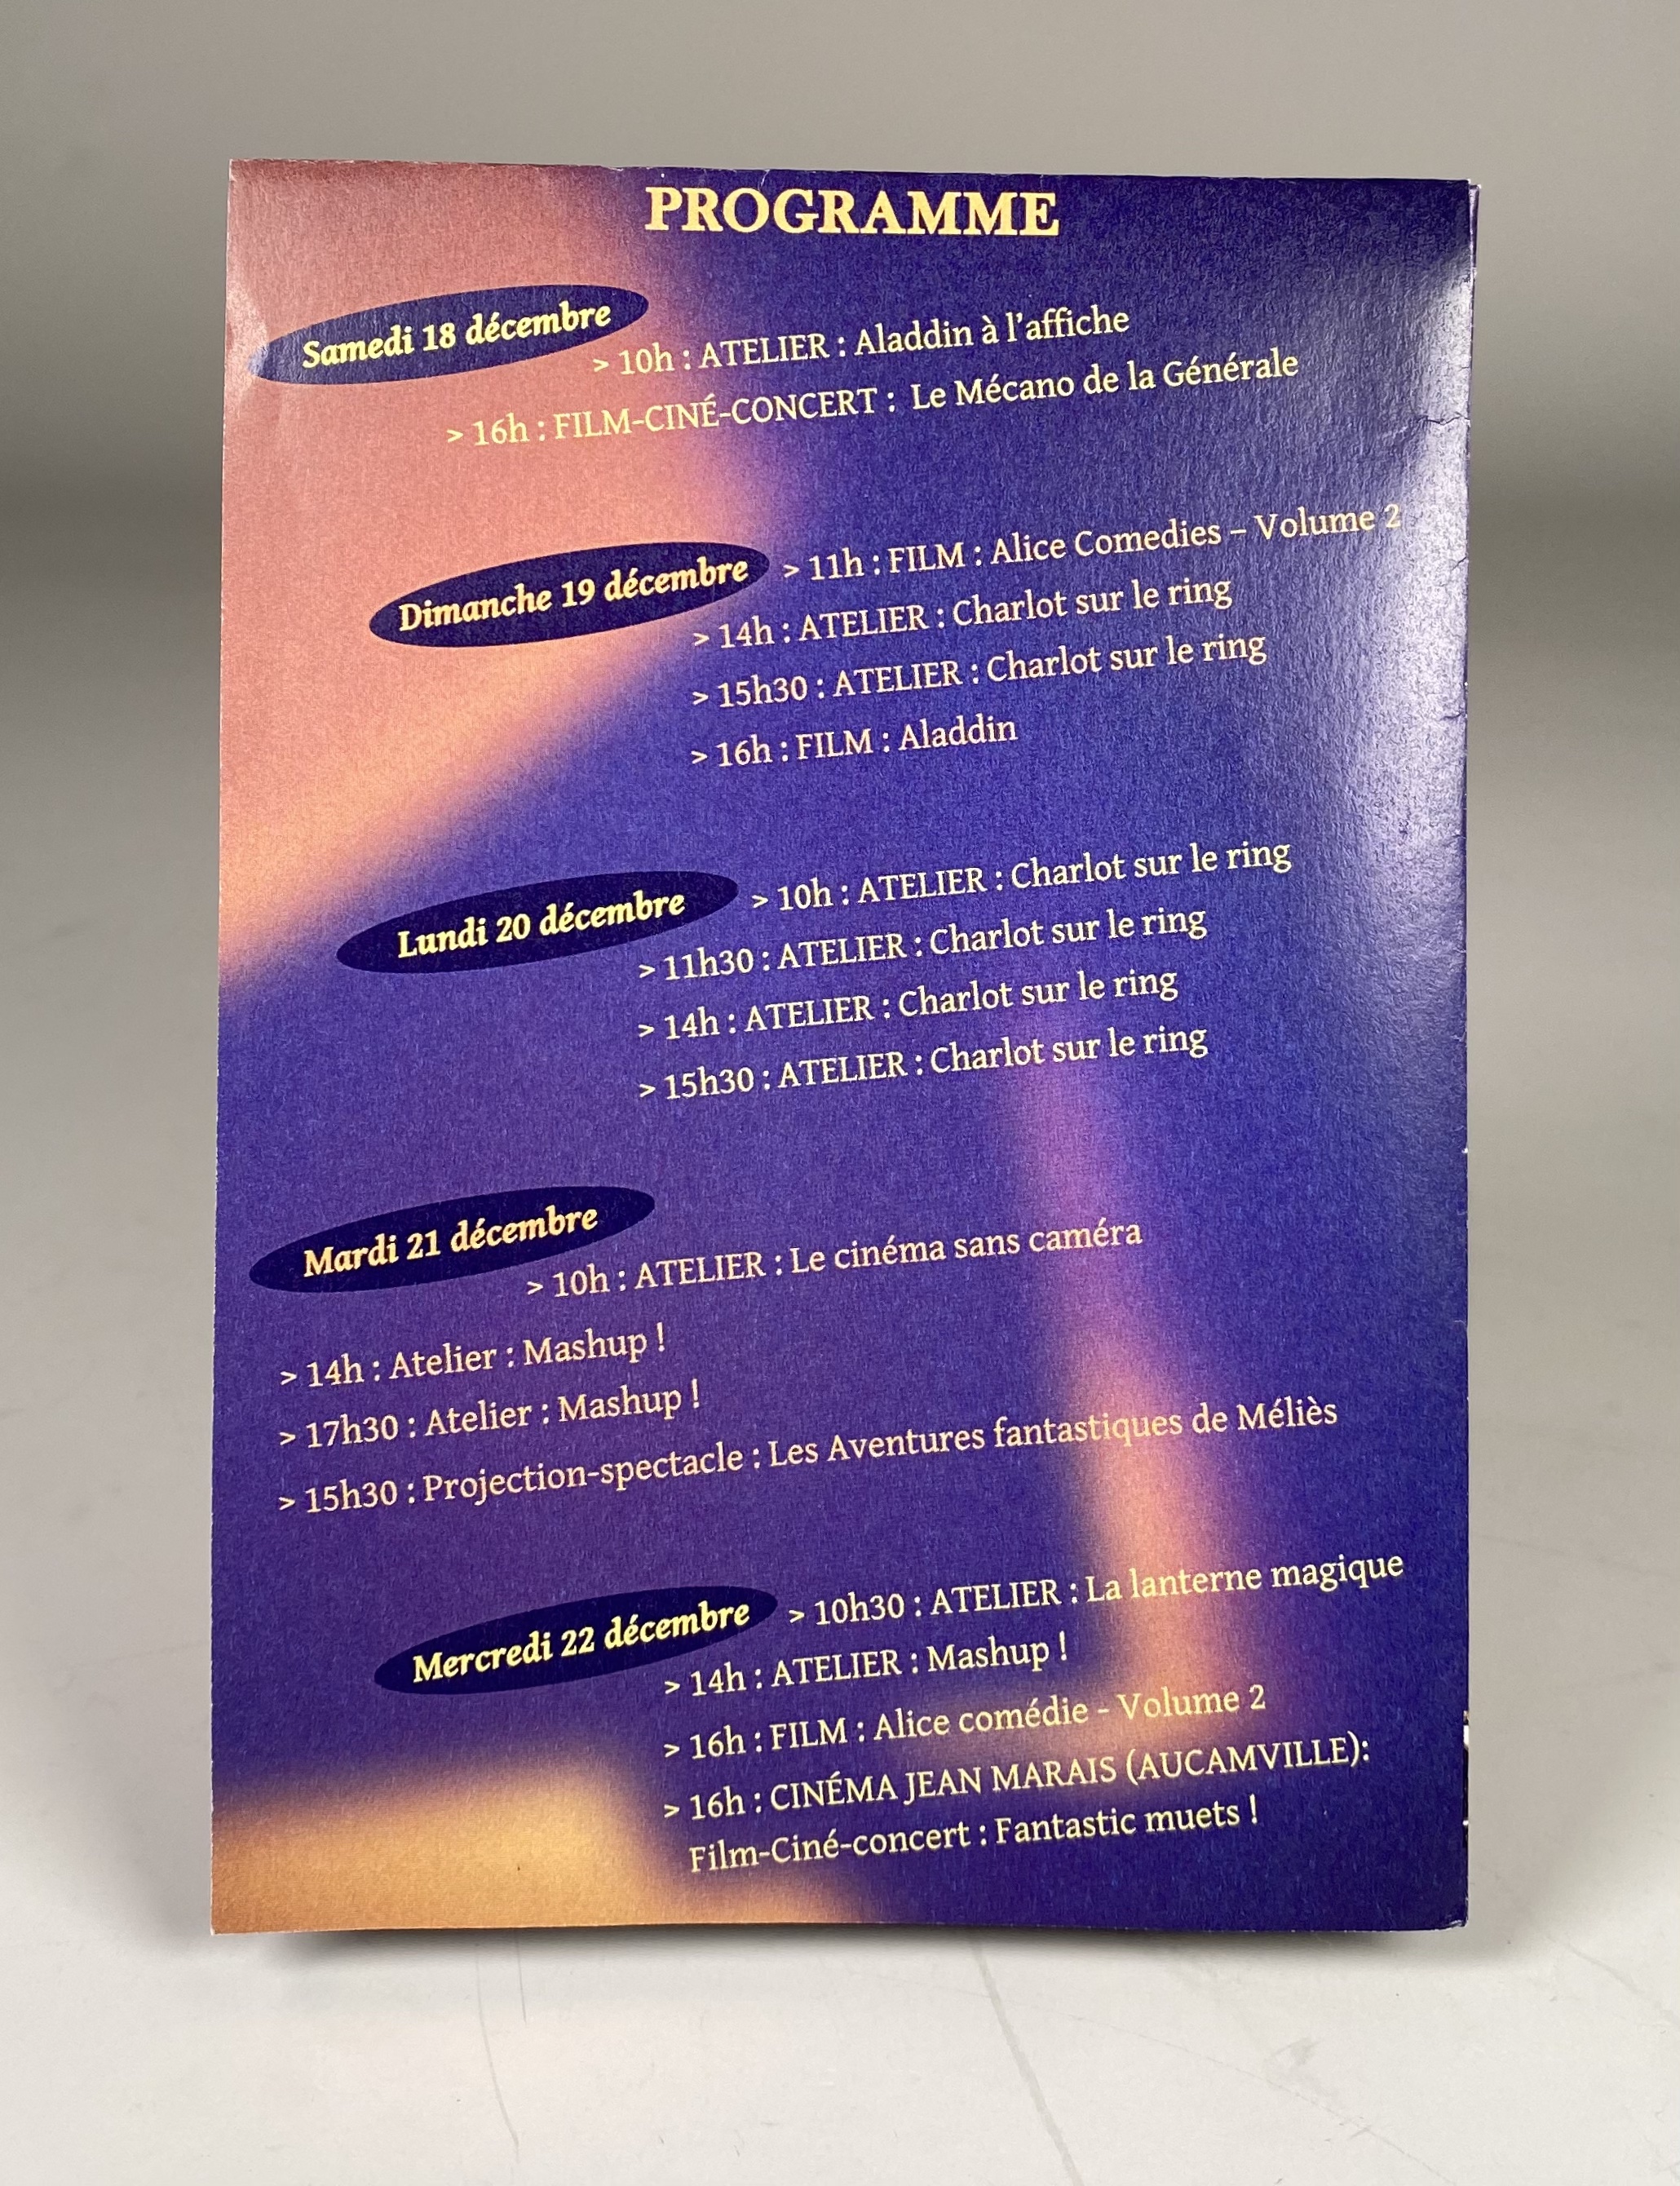 PROGRAMME
Samedi 18 décembre
> 10h : ATELIER : Aladdin à l'affiche
> 16h : FILM-CINÉ-CONCERT : Le Mécano de la Générale
Dimanche 19 décembre
> 11h : FILM : Alice Comedies – Volume 2
> 14h : ATELIER : Charlot sur le ring
> 15h30 : ATELIER : Charlot sur le ring
> 16h : FILM : Aladdin
Lundi 20 décembre
> 10h : ATELIER : Charlot sur le ring
> 11h30 : ATELIER : Charlot sur le ring
> 14h : ATELIER : Charlot sur le ring
> 15h30 : ATELIER : Charlot sur le ring
Mardi 21 décembre
> 10h : ATELIER : Le cinéma sans caméra
> 14h : Atelier : Mashup !
> 17h30 : Atelier : Mashup !
> 15h30 : Projection-spectacle : Les Aventures fantastiques de Méliès
Mercredi 22 décembre
> 10h30 : ATELIER : La lanterne magique
> 14h : ATELIER : Mashup !
> 16h : FILM : Alice comédie - Volume 2
> 16h : CINÉMA JEAN MARAIS (AUCAMVILLE):
Film-Ciné-concert : Fantastic muets !